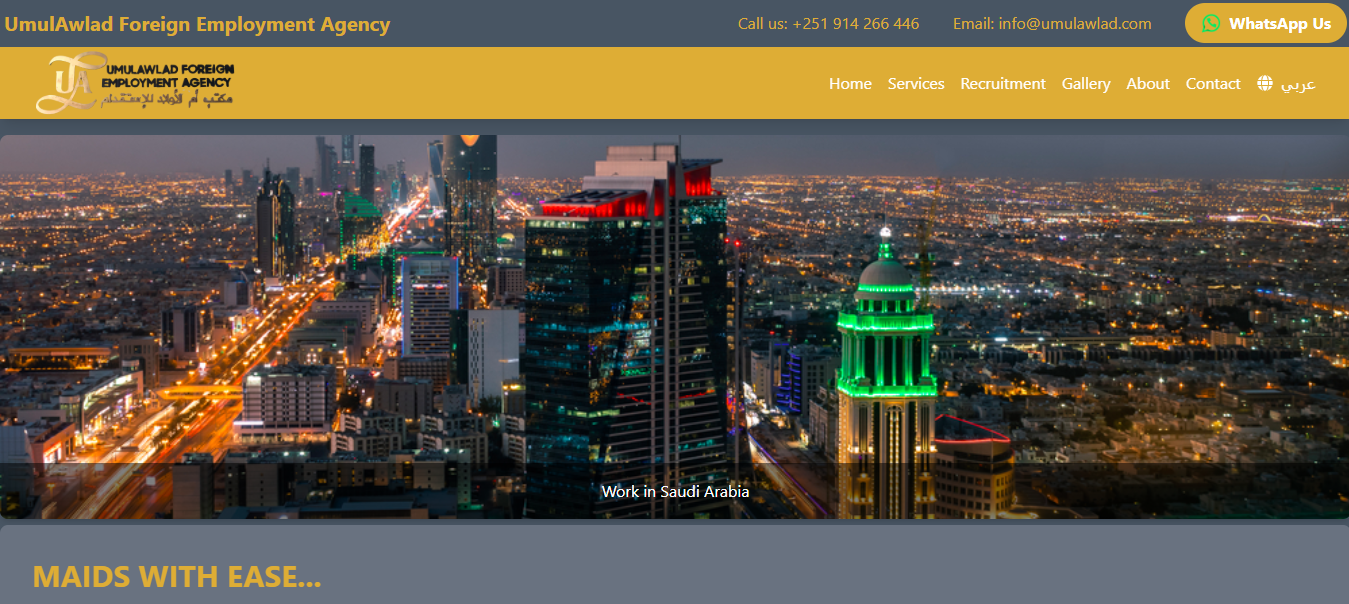 UmulAwlad Foreign Employment Agency
Call us: +251 914 266 446
Email: info@umulawlad.com
WhatsApp Us
UMULAWLAD FOREIGN
EMPLOYMENT AGENCY
مكتب أم الأولاد للإستقدام
Home Services Recruitment Gallery About Contact عربي
Work in Saudi Arabia
MAIDS WITH EASE...